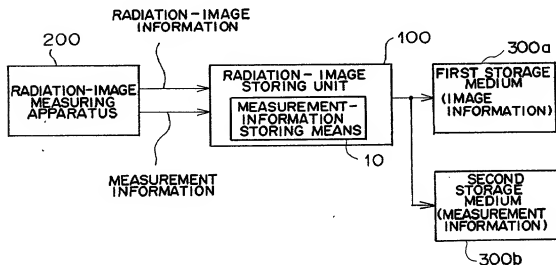 RADIATION-IMAGE
INFORMATION
200
100
300a
RADIATION-IMAGE
MEASURING
APPARATUS
RADIATION-IMAGE
STORING UNIT
MEASUREMENT-
INFORMATION
STORING MEANS
FIRST STORAGE
MEDIUM
(IMAGE
INFORMATION)
10
MEASUREMENT
INFORMATION
SECOND
STORAGE
MEDIUM
(MEASUREMENT
INFORMATION)
300b